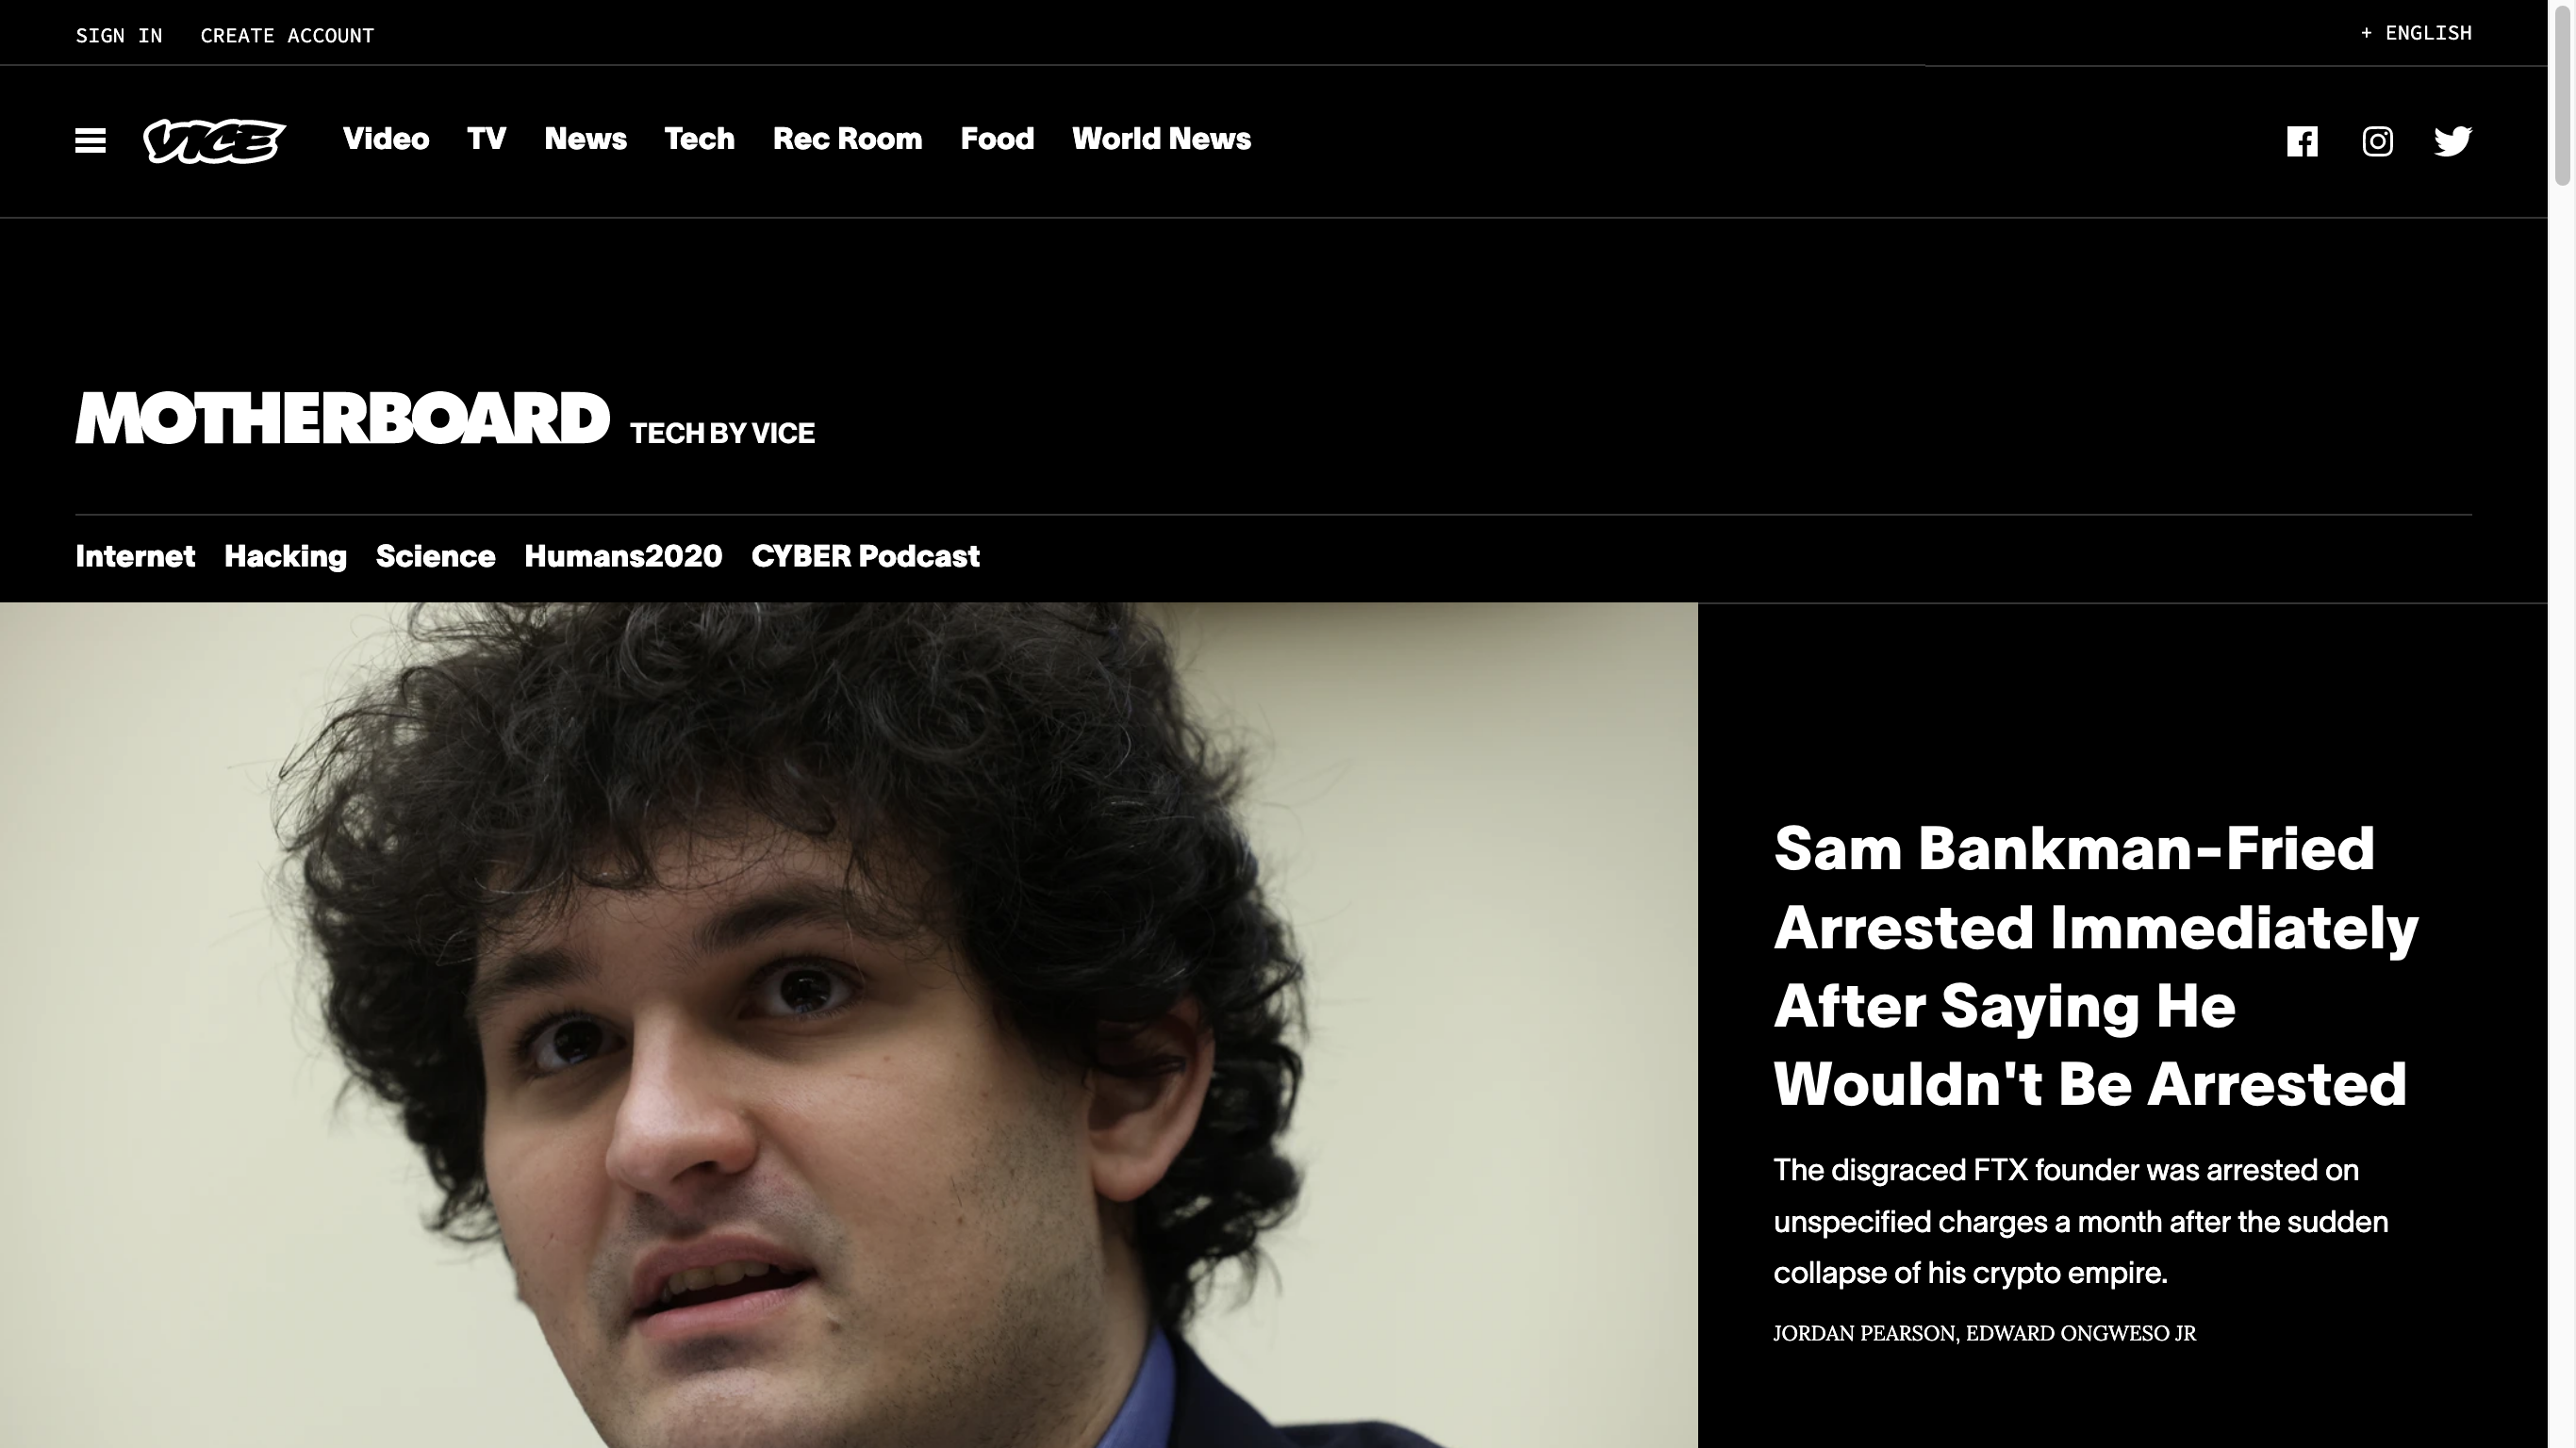 SIGN IN CREATE ACCOUNT
+ ENGLISH
VICE
Video TV News Tech Rec Room Food World News
MOTHERBOARD TECH BY VICE
Internet Hacking Science Humans2020 CYBER Podcast
Sam Bankman-Fried
Arrested Immediately
After Saying He
Wouldn't Be Arrested
The disgraced FTX founder was arrested on
unspecified charges a month after the sudden
collapse of his crypto empire.
JORDAN PEARSON, EDWARD ONGWESO JR